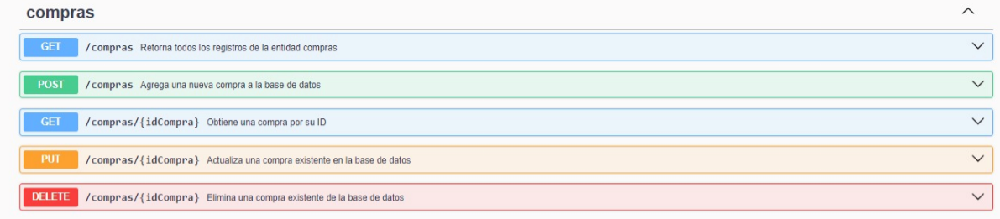 compras
GET /compras Retorna todos los registros de la entidad compras
POST /compras Agrega una nueva compra a la base de datos
GET /compras/{idCompra} Obtiene una compra por su ID
PUT /compras/{idCompra} Actualiza una compra existente en la base de datos
DELETE /compras/{idCompra} Elimina una compra existente de la base de datos